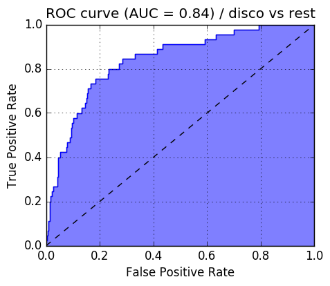 ROC curve (AUC = 0.84) / disco vs rest
1.0
0.8
0.6
0.4
0.2
0.0
True Positive Rate
0.0 0.2 0.4 0.6 0.8 1.0
False Positive Rate